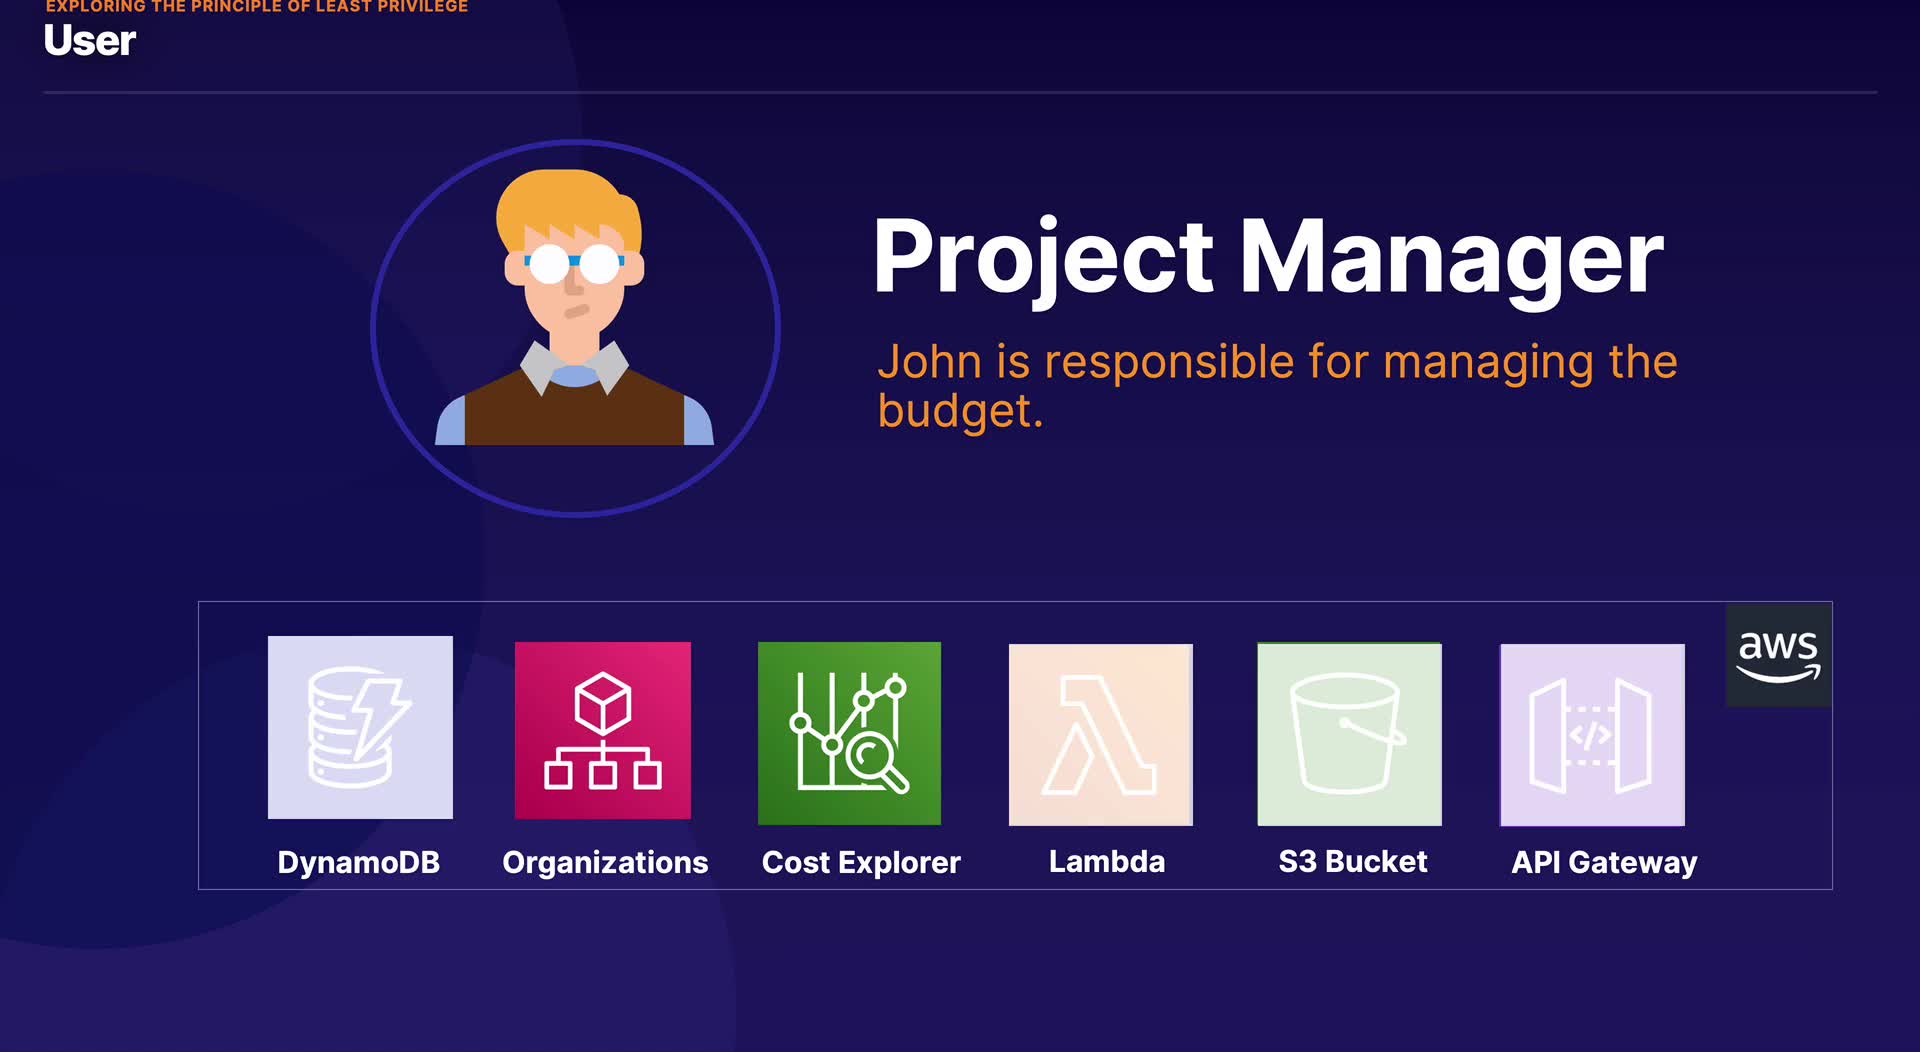 EXPLORING THE PRINCIPLE OF LEAST PRIVILEGE
User
Project Manager
John is responsible for managing the
budget.
aws
</>
DynamoDB
Organizations
Cost Explorer
Lambda
S3 Bucket
API Gateway